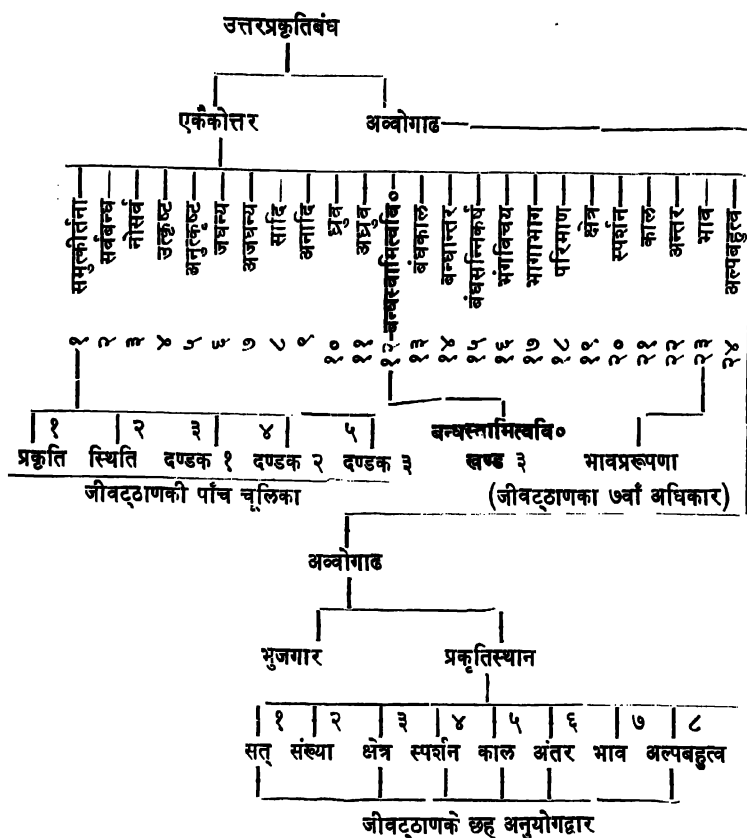 उत्तरप्रकृतिबंध
एकैकोत्तर अव्वोगाढ
समुत्कीर्तना सर्वबन्ध नोसर्व उत्कृष्ट अनुत्कृष्ट जघन्य अजघन्य सादि अनादि ध्रुव अध्रुव बन्धस्वामित्ववि० बंधकाल बन्धान्तर बंधसन्निकर्ष भंगविचय भागाभाग परिमाण क्षेत्र स्पर्शन काल अन्तर भाव अल्पबहुत्व
१ २ ३ ४ ५ ६ ७ ८ ९ १० ११ १२ १३ १४ १५ १६ १७ १८ १९ २० २१ २२ २३ २४
१ २ ३ ४ ५ बन्धस्वामित्ववि०
प्रकृति स्थिति दण्डक १ दण्डक २ दण्डक ३ खण्ड ३ भावप्ररूपणा
जीवट्ठाणकी पाँच चूलिका (जीवट्ठाणका ७वाँ अधिकार)
अव्वोगाढ
भुजगार प्रकृतिस्थान
१ २ ३ ४ ५ ६ ७ ८
सत् संख्या क्षेत्र स्पर्शन काल अंतर भाव अल्पबहुत्व
जीवट्ठाणके छह अनुयोगद्वार